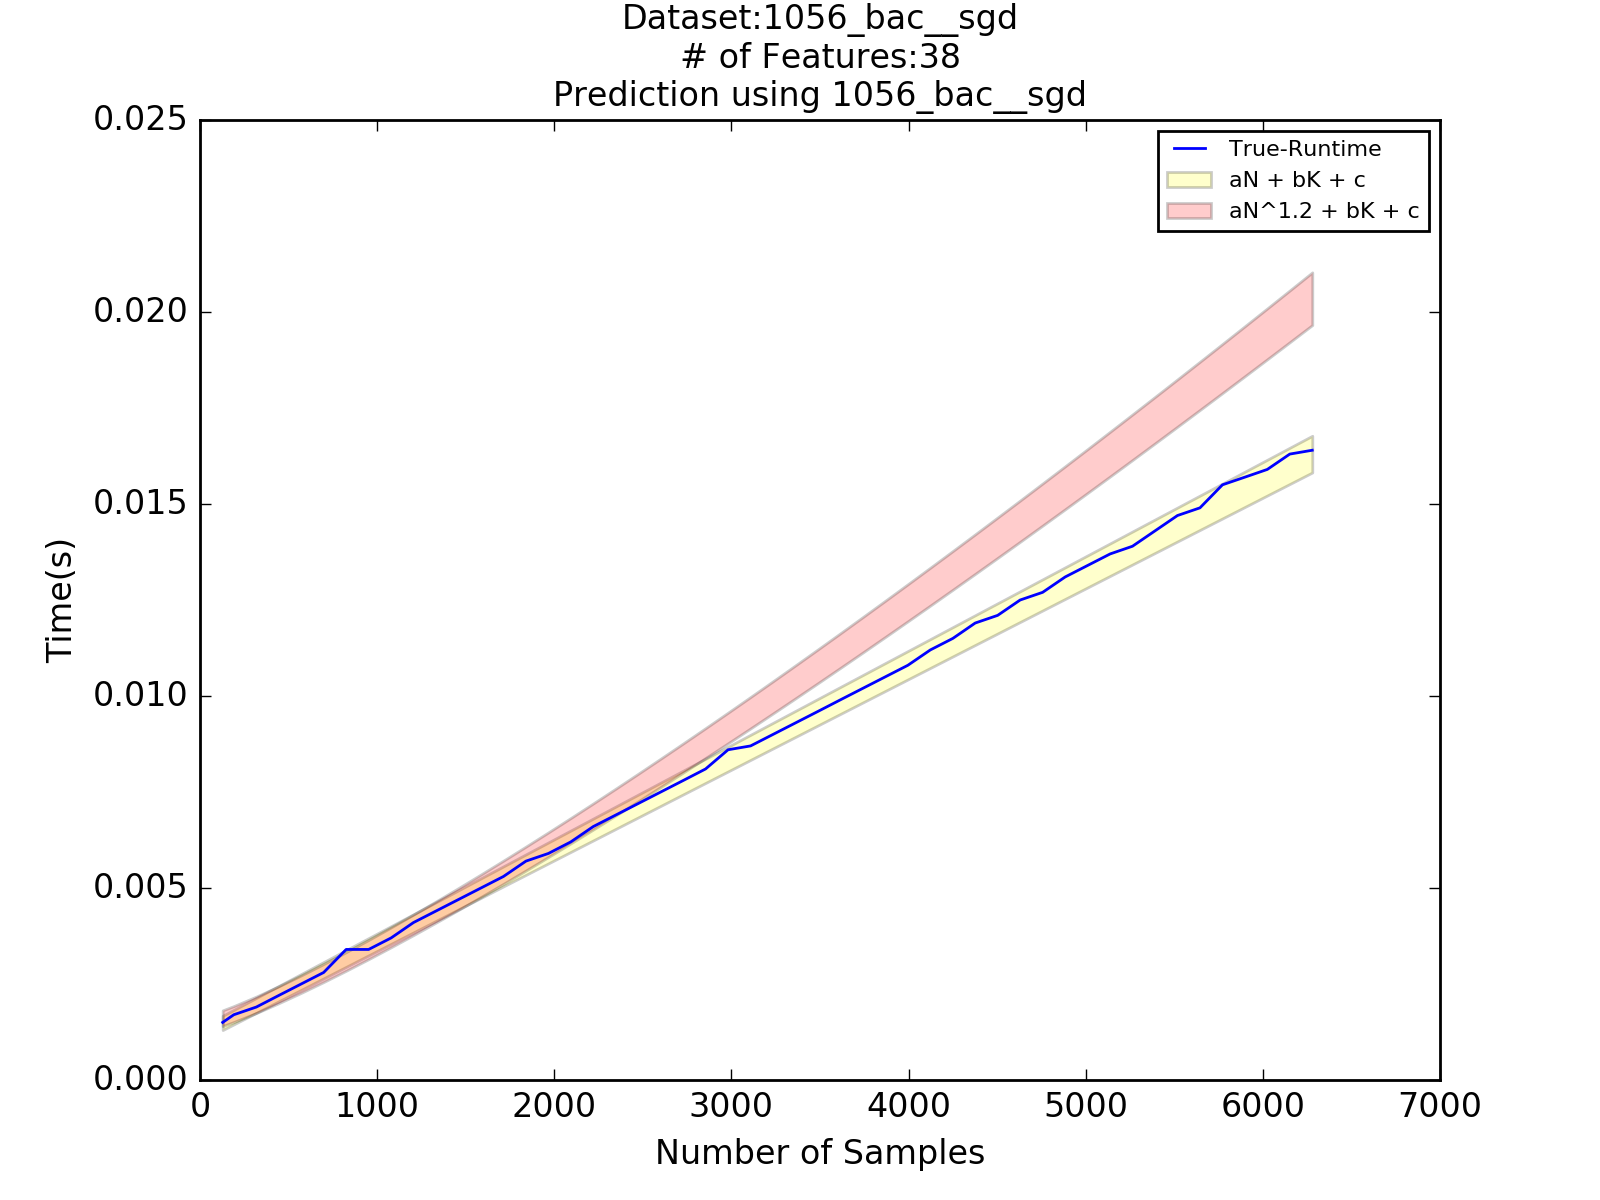 Dataset:1056_bac__sgd
# of Features:38
Prediction using 1056_bac__sgd
0.025
0.020
0.015
0.010
0.005
0.000
Time(s)
True-Runtime
aN + bK + c
aN^1.2 + bK + c
0
1000
2000
3000
4000
5000
6000
7000
Number of Samples